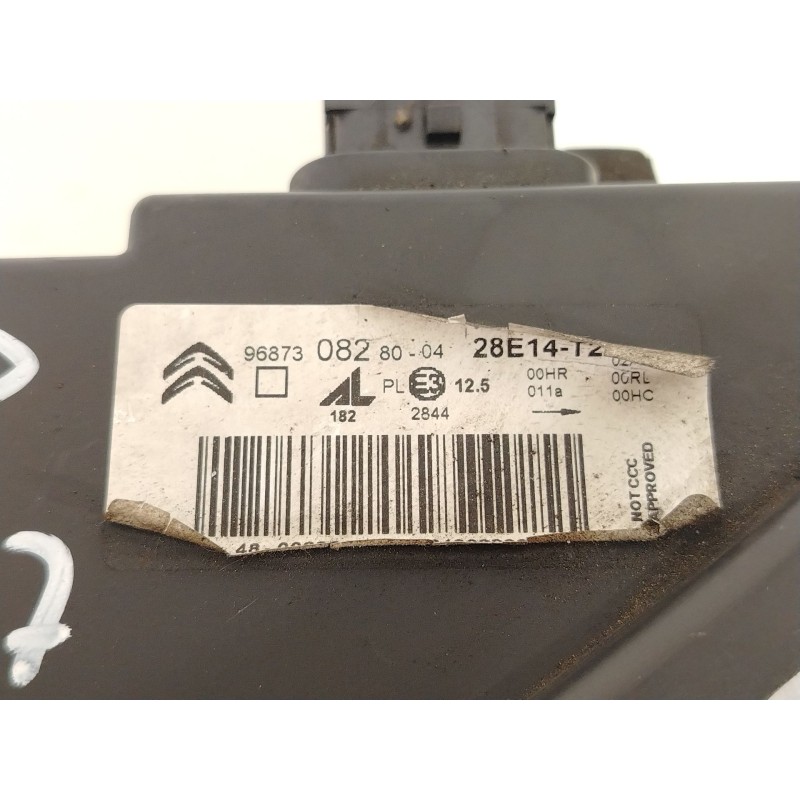 96873 082 80-04 28E14-T2
PL E3 12.5 00HR 00RL
182 2844 011a 00HC
NOT CCC
APPROVED
7